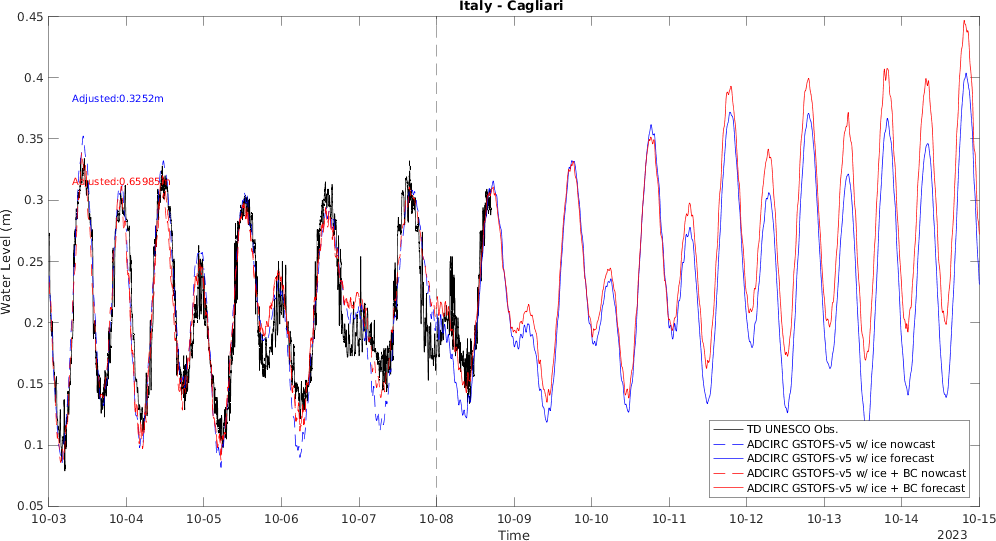 Italy - Cagliari
Water Level (m)
0.45
0.4
0.35
0.3
0.25
0.2
0.15
0.1
0.05
Adjusted:0.3252m
Adjusted:0.6598
10-03
10-04
10-05
10-06
10-07
10-08
10-09
10-10
10-11
10-12
10-13
10-14
10-15
Time
2023
TD UNESCO Obs.
ADCIRC GSTOFS-v5 w/ ice nowcast
ADCIRC GSTOFS-v5 w/ ice forecast
ADCIRC GSTOFS-v5 w/ ice + BC nowcast
ADCIRC GSTOFS-v5 w/ ice + BC forecast